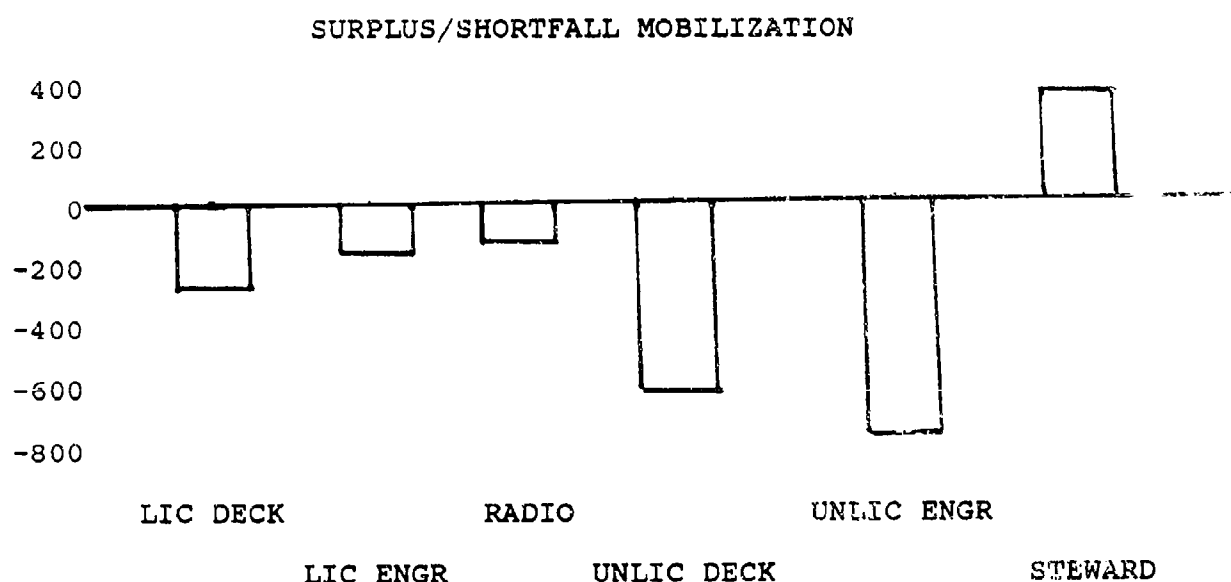 SURPLUS/SHORTFALL MOBILIZATION
400
200
0
-200
-400
-600
-800
LIC DECK RADIO UNLIC ENGR
LIC ENGR UNLIC DECK STEWARD